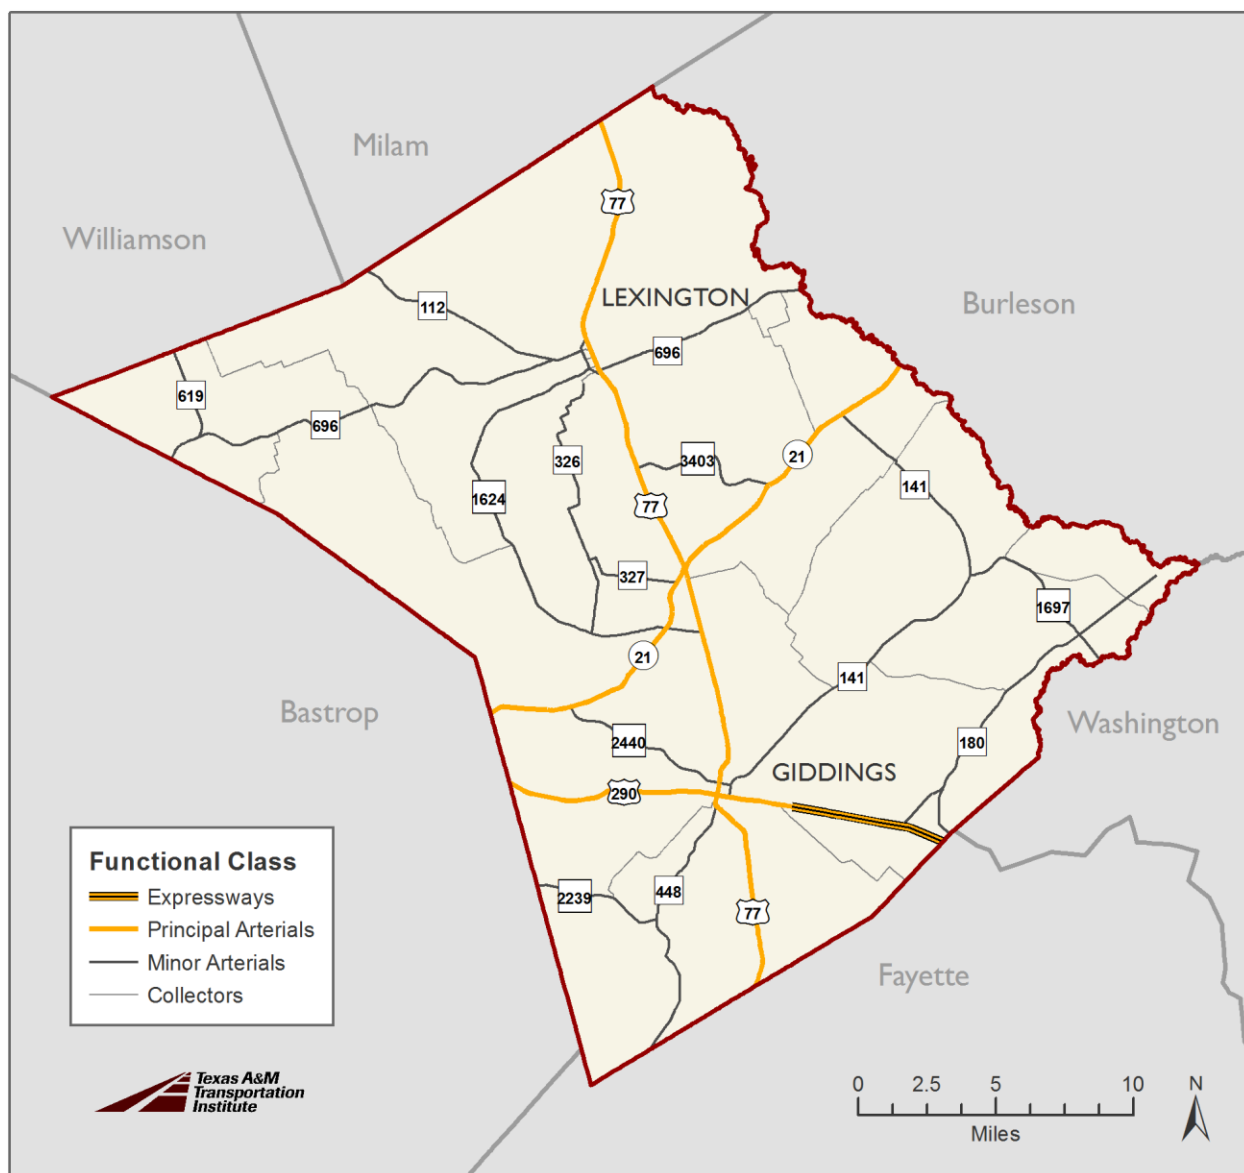 Milam
77
Williamson
LEXINGTON
Burleson
112
696
619
696
21
326
3403
141
1624
77
327
1697
21
141
Bastrop
Washington
2440
180
GIDDINGS
290
Functional Class
Expressways
Principal Arterials
Minor Arterials
Collectors
2239
448
77
Fayette
Texas A&M
Transportation
Institute
0 2.5 5 10
Miles
N